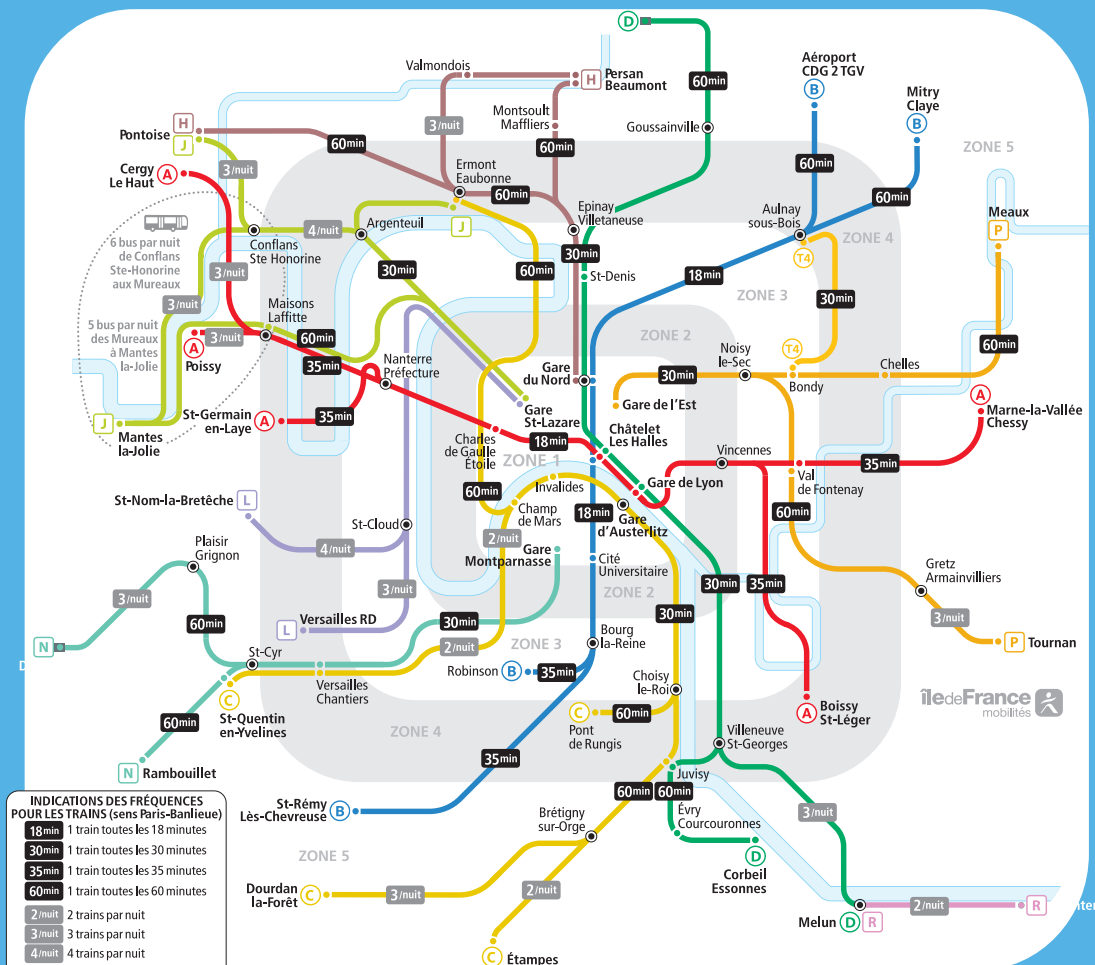 D
Valmondois
60min
H
Persan
Beaumont
Aéroport
CDG 2 TGV
B
Mitry
Claye
B
Montsoult
Maffliers
Goussainville
H
Pontoise
J
3/nuit
60min
60min
ZONE 5
Cergy
Le Haut
A
3/nuit
Ermont
Eaubonne
60min
60min
60min
Meaux
P
6 bus par nuit
de Conflans
Ste-Honorine
aux Mureaux
4/nuit
Argenteuil
J
Epinay
Villetaneuse
Aulnay
sous-Bois
ZONE 4
Conflans
Ste Honorine
30min
T4
3/nuit
30min
60min
St-Denis
18min
ZONE 3
30min
3/nuit
5 bus par nuit
des Mureaux
à Mantes
la-Jolie
Maisons
Laffitte
3/nuit
60min
35min
A
Poissy
ZONE 2
Noisy
le-Sec
T4
60min
Nanterre
Préfecture
Gare
du Nord
30min
Bondy
Chelles
J
Mantes
la-Jolie
St-Germain
en-Laye
A
35min
Gare
St-Lazare
Gare de l'Est
A
Marne-la-Vallée
Chessy
Charles
de Gaulle
Étoile
18min
Châtelet
Les Halles
ZONE 1
Vincennes
35min
Val
de Fontenay
St-Nom-la-Bretêche
L
60min
Invalides
Gare de Lyon
Champ
de Mars
18min
Gare
d'Austerlitz
60min
St-Cloud
4/nuit
2/nuit
Plaisir
Grignon
Gare
Montparnasse
Cité
Universitaire
Gretz
Armainvilliers
3/nuit
3/nuit
30min
35min
ZONE 2
30min
3/nuit
60min
Versailles RD
L
30min
N
2/nuit
ZONE 3
Bourg
la-Reine
P
Tournan
St-Cyr
D
Robinson
B
35min
Choisy
le-Roi
C
St-Quentin
en-Yvelines
Versailles
Chantiers
60min
C
60min
Pont
de Rungis
A
Boissy
St-Léger
îledeFrance
mobilités
ZONE 4
Villeneuve
St-Georges
N
Rambouillet
35min
Juvisy
60min
60min
INDICATIONS DES FRÉQUENCES
POUR LES TRAINS (sens Paris-Banlieue)
18min 1 train toutes les 18 minutes
30min 1 train toutes les 30 minutes
35min 1 train toutes les 35 minutes
60min 1 train toutes les 60 minutes
2/nuit 2 trains par nuit
3/nuit 3 trains par nuit
4/nuit 4 trains par nuit
St-Rémy
Lès-Chevreuse
B
Brétigny
sur-Orge
Évry
Courcouronnes
3/nuit
ZONE 5
D
Corbeil
Essonnes
Dourdan
la-Forêt
C
3/nuit
2/nuit
2/nuit
R
Melun
D
R
C
Étampes